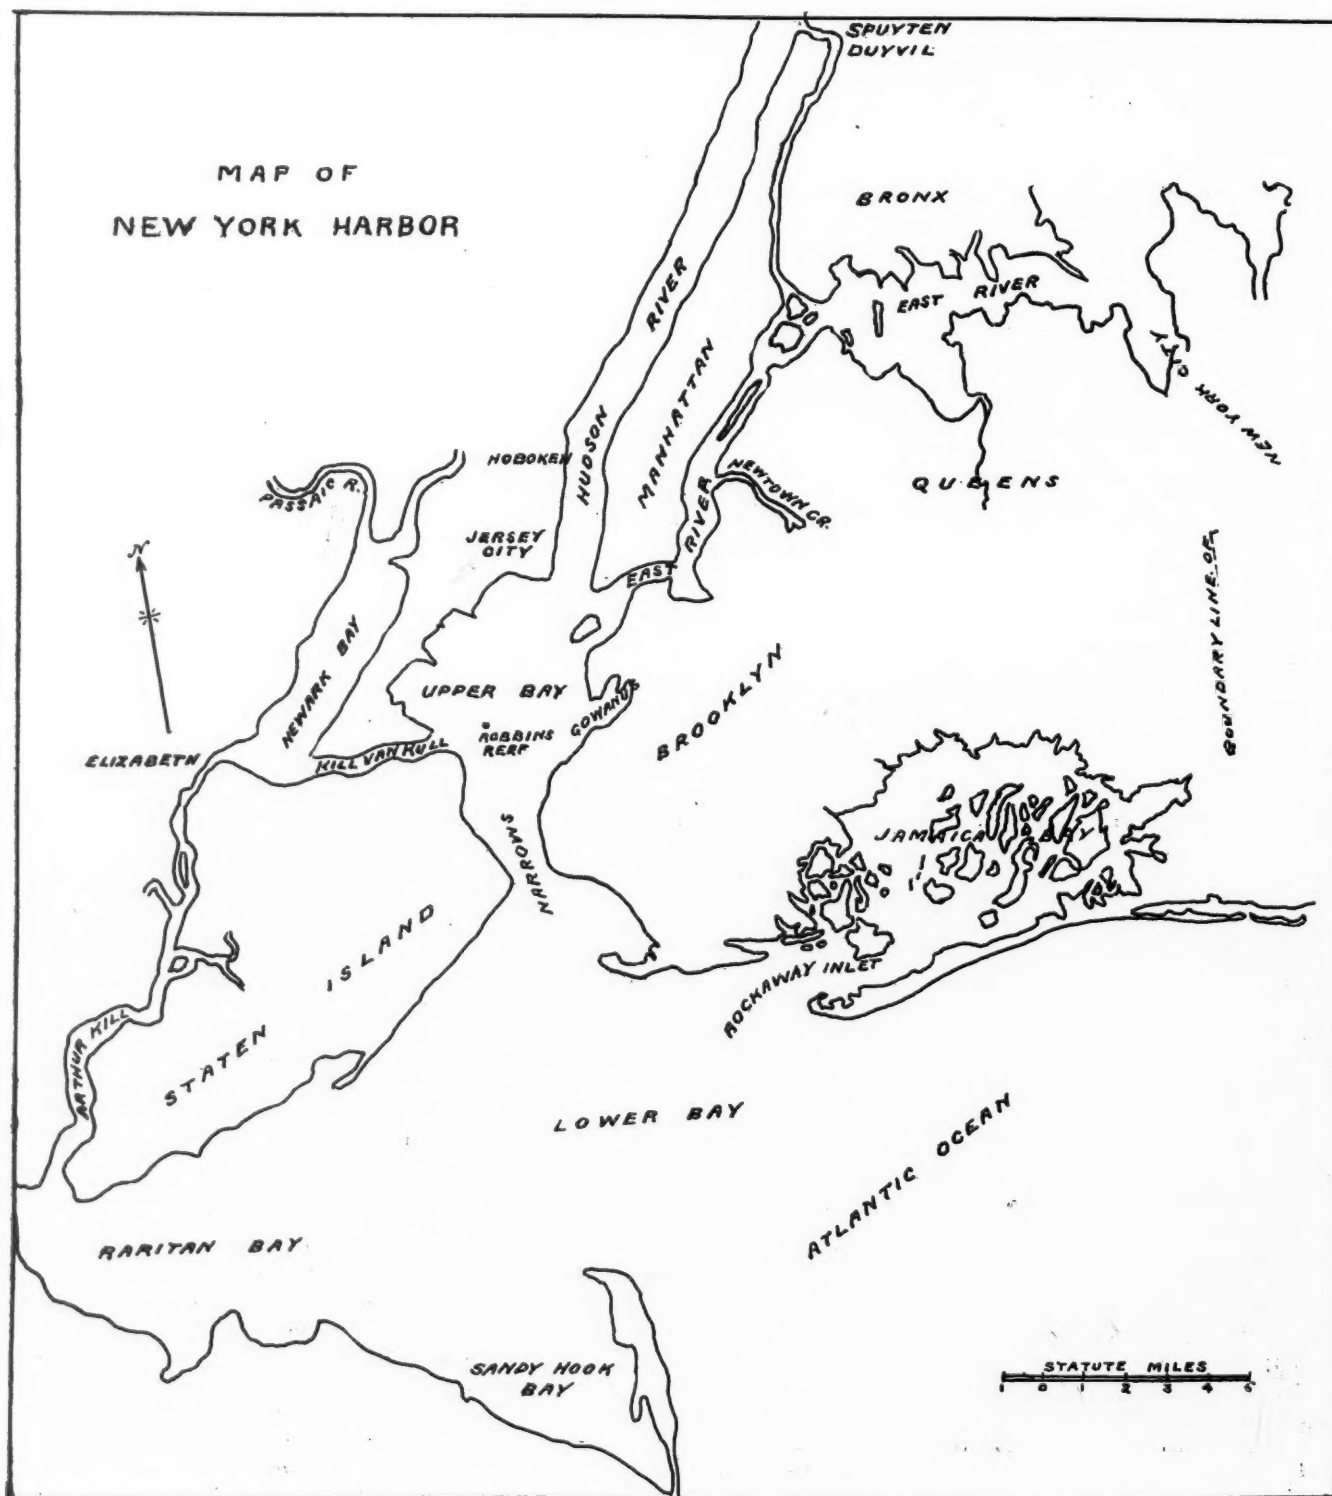 SPUYTEN
DUYVIL
MAP OF
NEW YORK HARBOR
BRONX
HUDSON RIVER
EAST RIVER
MANHATTAN
NEW YORK CITY
HOBOKEN
PASSAIC R.
NEWTOWN CR.
QUEENS
JERSEY
CITY
N
EAST RIVER
BOUNDARY LINE OF
NEWARK BAY
UPPER BAY
GOWANUS
BROOKLYN
ROBBINS
REEF
ELIZABETH
KILL VAN KULL
NARROWS
JAMAICA BAY
STATEN ISLAND
ROCKAWAY INLET
ARTHUR KILL
LOWER BAY
ATLANTIC OCEAN
RARITAN BAY
SANDY HOOK
BAY
STATUTE MILES
1 0 1 2 3 4 5